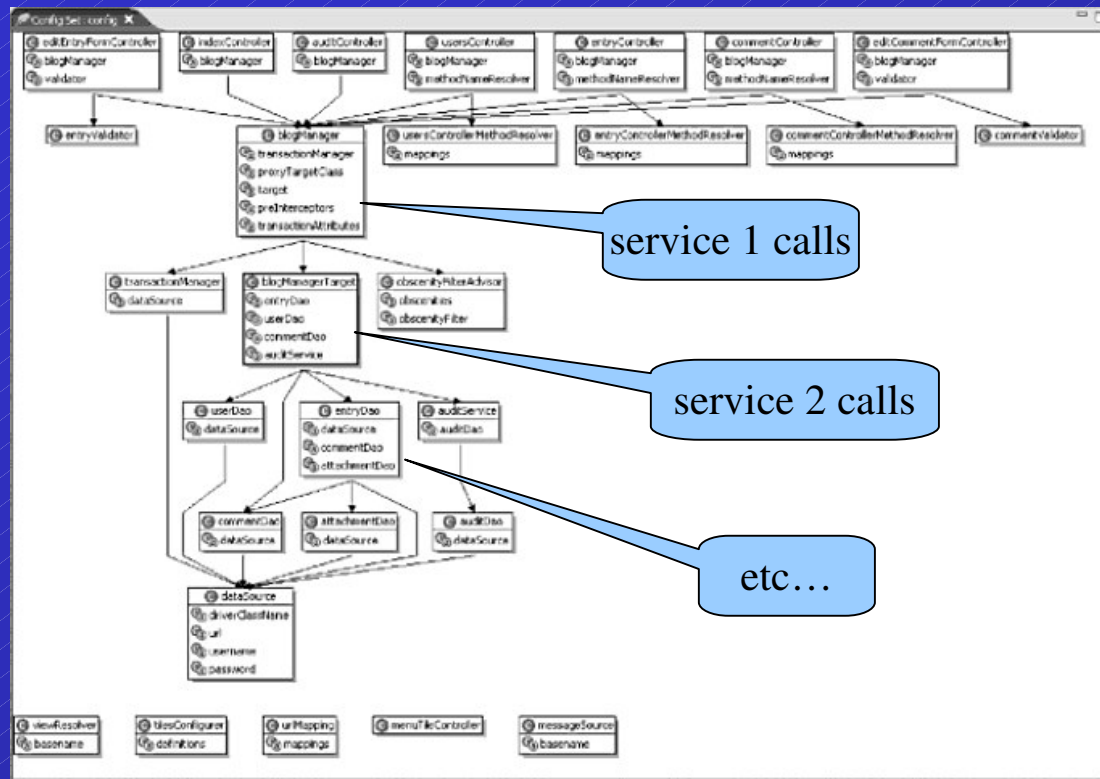 Config Set : config
editEntryFormController
blogManager
validator
indexController
blogManager
auditController
blogManager
usersController
blogManager
methodNameResolver
entryController
blogManager
methodNameResolver
commentController
blogManager
methodNameResolver
editCommentFormController
blogManager
validator
entryValidator
blogManager
transactionManager
proxyTargetClass
target
preInterceptors
transactionAttributes
usersControllerMethodResolver
mappings
entryControllerMethodResolver
mappings
commentControllerMethodResolver
mappings
commentValidator
service 1 calls
transactionManager
dataSource
blogManagerTarget
entryDao
userDao
commentDao
auditService
obscenityFilterAdvisor
obscenities
obscenityFilter
service 2 calls
userDao
dataSource
entryDao
dataSource
commentDao
attachmentDao
auditService
auditDao
commentDao
dataSource
attachmentDao
dataSource
auditDao
dataSource
etc…
dataSource
driverClassName
url
username
password
viewResolver
basename
tilesConfigurer
definitions
urlMapping
mappings
menuTileController
messageSource
basename